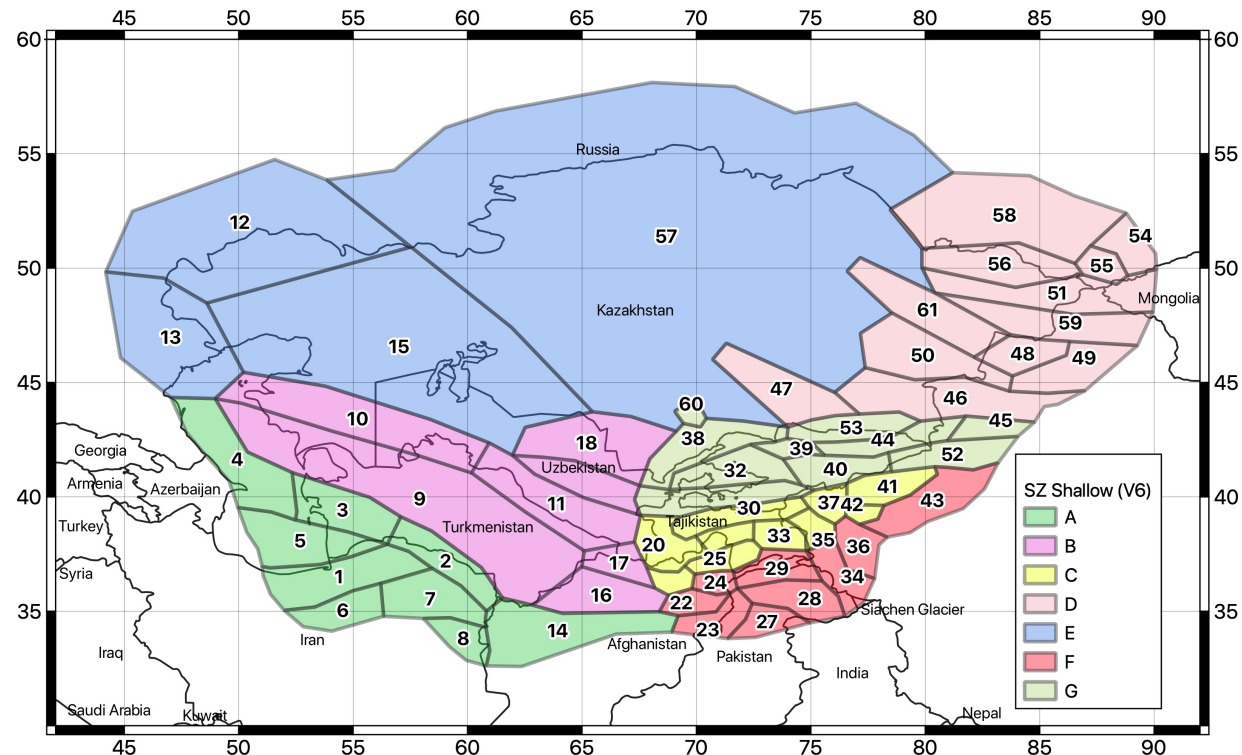 45 50 55 60 65 70 75 80 85 90
60 60
55 Russia 55
58
12 54
57
56 55
50 50
51
Mongolia
61 Kazakhstan
59
13
15 50 48 49
47
45 45
60 46
10 45
53
38 44
18 39
Georgia 52
4 Uzbekistan 32 40
Armenia 41
Azerbaijan SZ Shallow (V6)
40 9 11 37 42 43 40
3 30
Turkey Turkmenistan Tajikistan A
5 20 33 35 36 B
2 17 25
Syria 1 29 34 C
24
7 16 28 D
35 6 22 Siachen Glacier 35
14 23 27 E
Iran 8 Afghanistan
Iraq Pakistan F
India
G
Saudi Arabia Kuwait Nepal
45 50 55 60 65 70 75 80 85 90